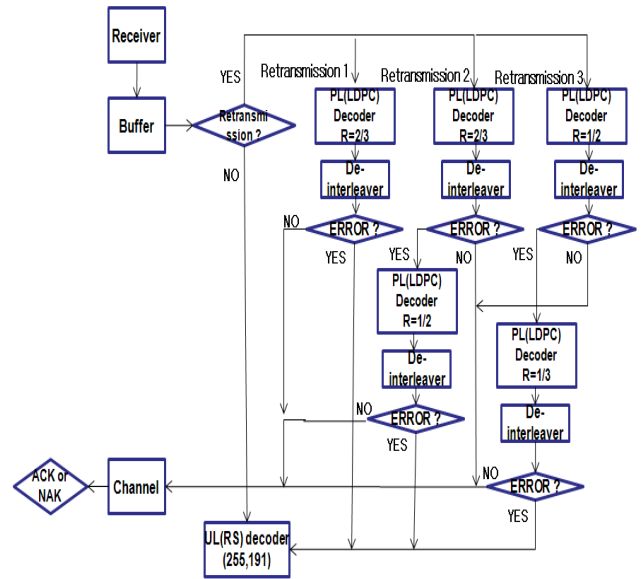 Receiver
Buffer
YES
Retransmi
ssion ?
NO
Retransmission 1
PL(LDPC)
Decoder
R=2/3
De-
interleaver
ERROR ?
NO
YES
Retransmission 2
PL(LDPC)
Decoder
R=2/3
De-
interleaver
ERROR ?
YES
NO
PL(LDPC)
Decoder
R=1/2
De-
interleaver
ERROR ?
NO
YES
Retransmission 3
PL(LDPC)
Decoder
R=1/2
De-
interleaver
ERROR ?
YES
NO
PL(LDPC)
Decoder
R=1/3
De-
interleaver
ERROR ?
NO
YES
ACK or
NAK
Channel
UL(RS) decoder
(255,191)